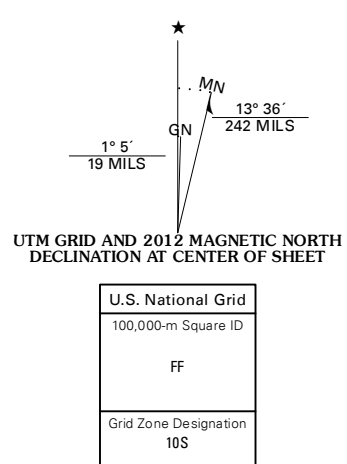 ★
MN
GN
13° 36´
242 MILS
1° 5´
19 MILS
UTM GRID AND 2012 MAGNETIC NORTH
DECLINATION AT CENTER OF SHEET
U.S. National Grid
100,000-m Square ID
FF
Grid Zone Designation
10S